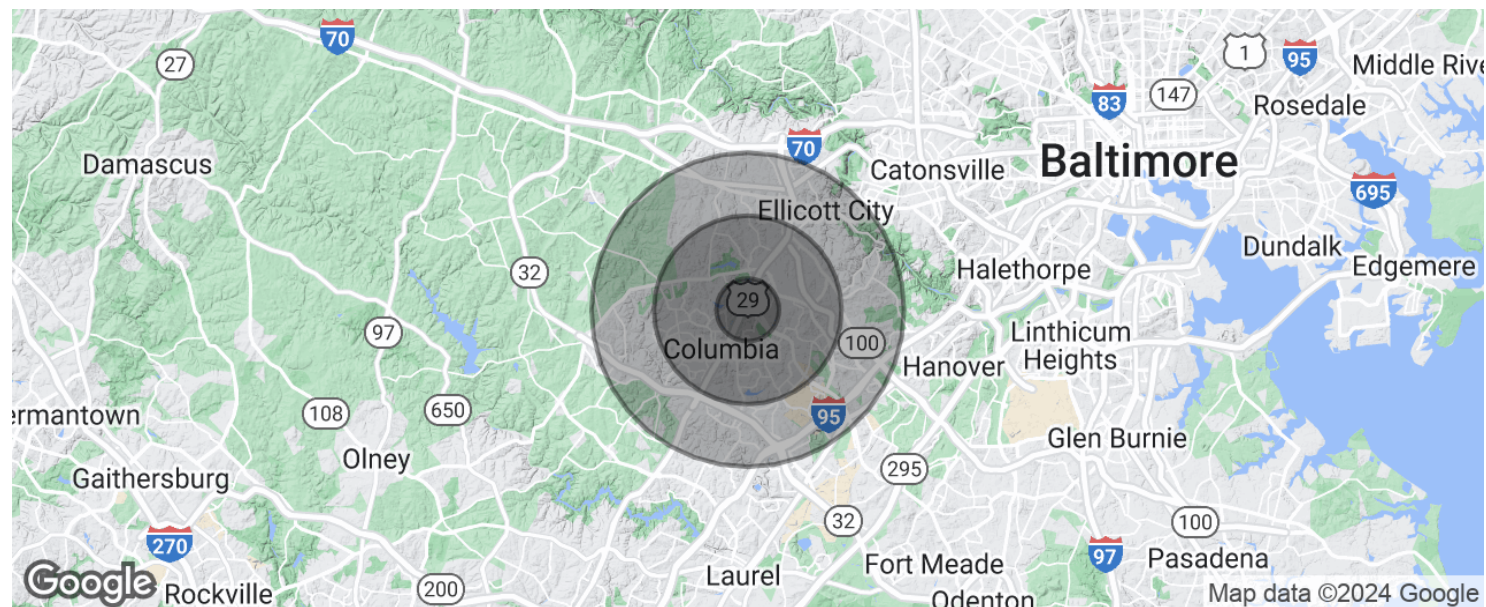 70
27
1
95
Middle Rive
83
147
Rosedale
70
Damascus
Catonsville
Baltimore
695
Ellicott City
Dundalk
32
Halethorpe
Edgemere
29
97
100
Linthicum
Heights
Columbia
Hanover
ermantown
108
650
95
Glen Burnie
Olney
295
Gaithersburg
32
100
270
97
Pasadena
Google
Rockville
200
Laurel
Fort Meade
Odenton
Map data ©2024 Google